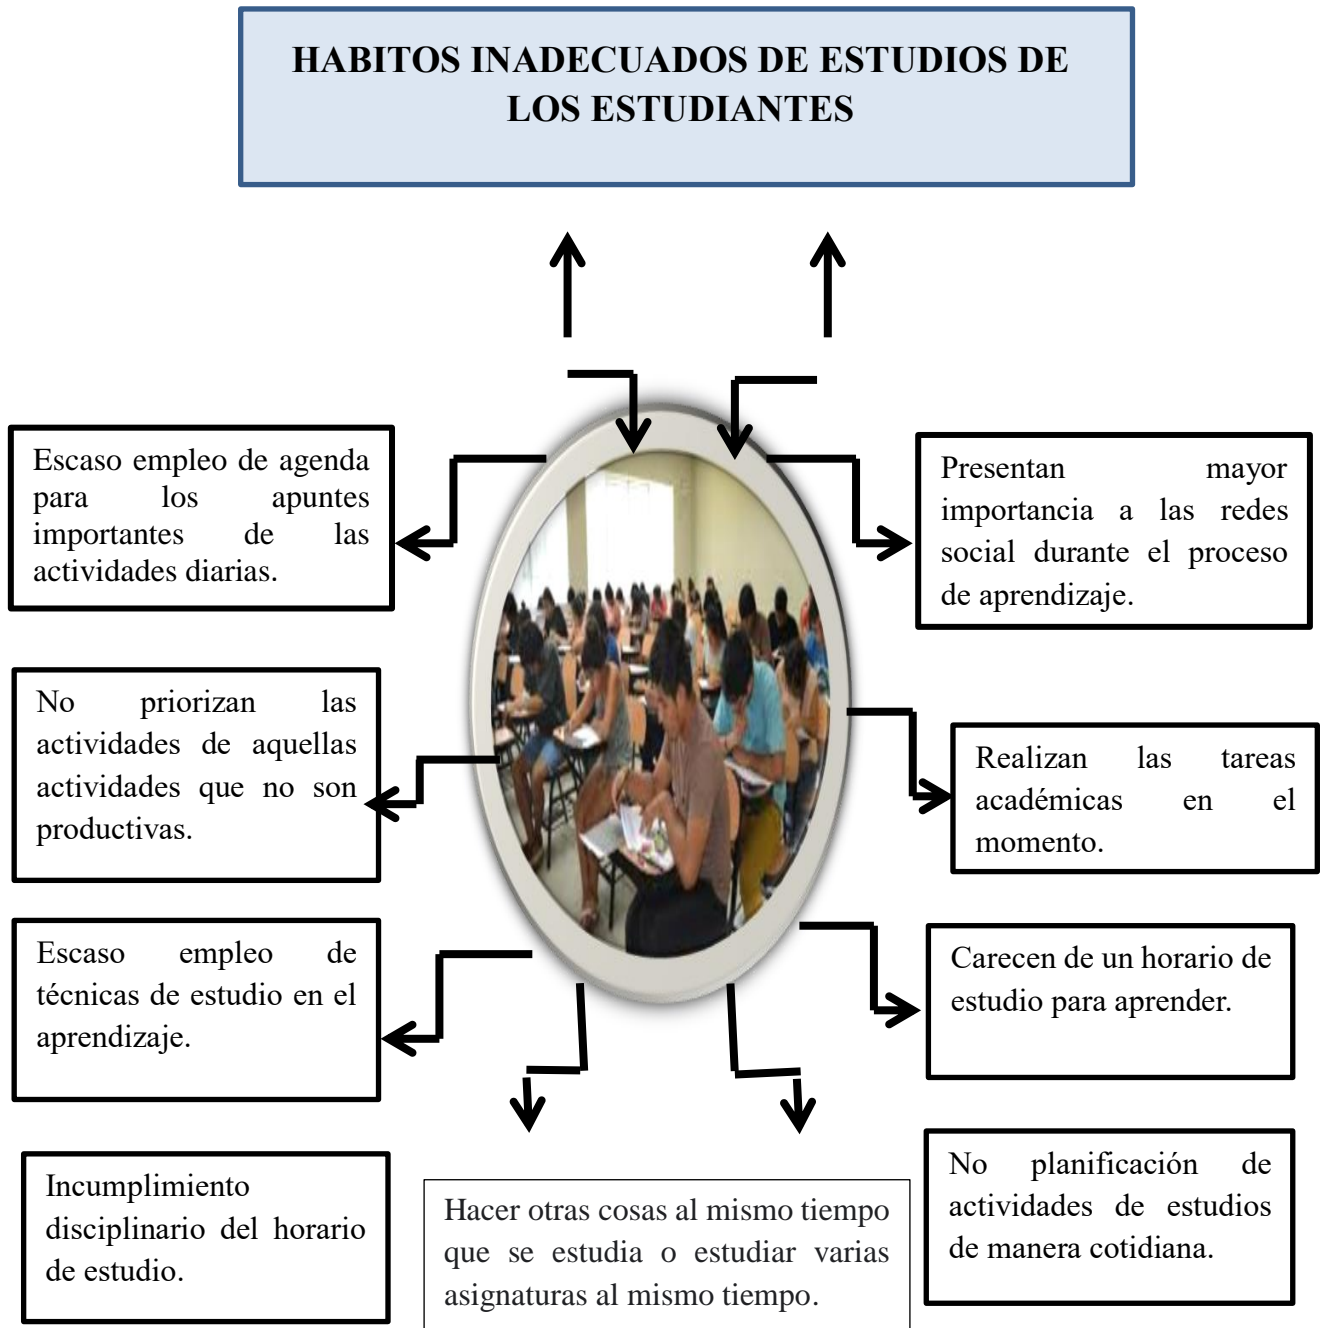 HABITOS INADECUADOS DE ESTUDIOS DE
LOS ESTUDIANTES
Escaso empleo de agenda
para los apuntes
importantes de las
actividades diarias.
Presentan mayor
importancia a las redes
social durante el proceso
de aprendizaje.
No priorizan las
actividades de aquellas
actividades que no son
productivas.
Realizan las tareas
académicas en el
momento.
Escaso empleo de
técnicas de estudio en el
aprendizaje.
Carecen de un horario de
estudio para aprender.
Incumplimiento
disciplinario del horario
de estudio.
Hacer otras cosas al mismo tiempo
que se estudia o estudiar varias
asignaturas al mismo tiempo.
No planificación de
actividades de estudios
de manera cotidiana.